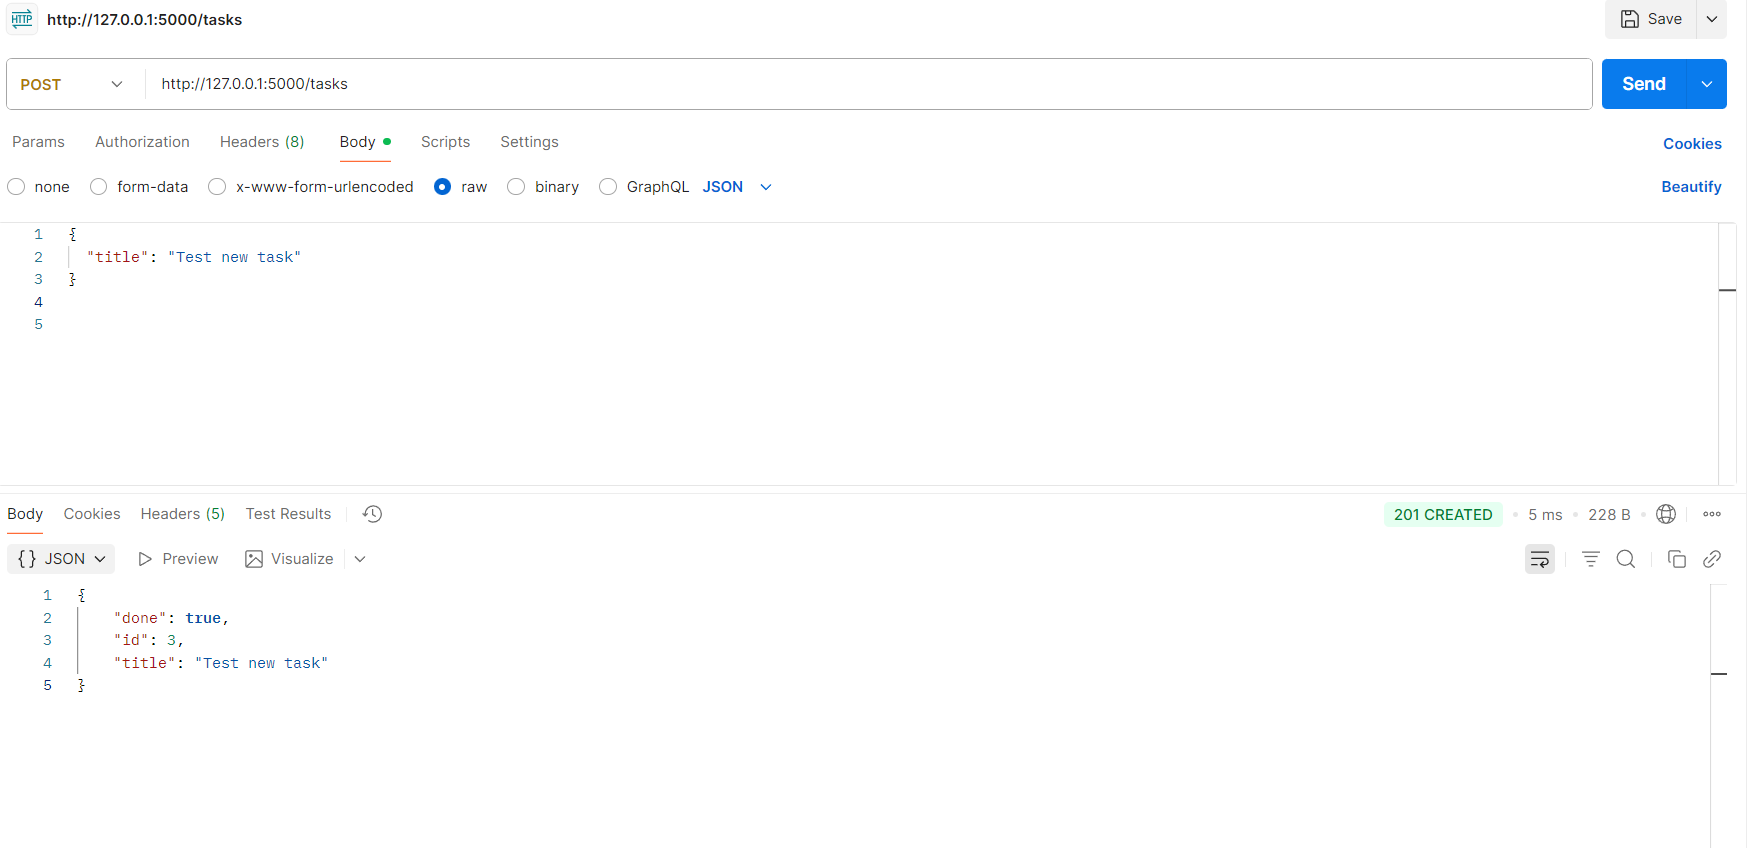 HTTP http://127.0.0.1:5000/tasks Save
POST http://127.0.0.1:5000/tasks Send
Params Authorization Headers (8) Body Scripts Settings Cookies
none form-data x-www-form-urlencoded raw binary GraphQL JSON Beautify
1 {
2 "title": "Test new task"
3 }
4
5
Body Cookies Headers (5) Test Results 201 CREATED 5 ms 228 B
{} JSON Preview Visualize
1 {
2 "done": true,
3 "id": 3,
4 "title": "Test new task"
5 }